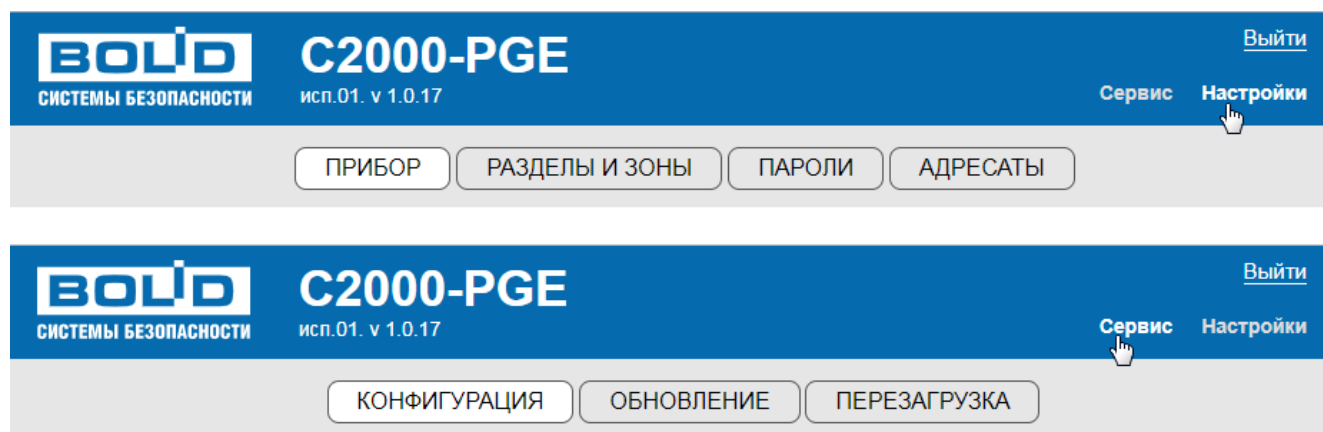 BOLID
СИСТЕМЫ БЕЗОПАСНОСТИ
C2000-PGE
исп.01. v 1.0.17
Выйти
Сервис Настройки
ПРИБОР РАЗДЕЛЫ И ЗОНЫ ПАРОЛИ АДРЕСАТЫ
BOLID
СИСТЕМЫ БЕЗОПАСНОСТИ
C2000-PGE
исп.01. v 1.0.17
Выйти
Сервис Настройки
КОНФИГУРАЦИЯ ОБНОВЛЕНИЕ ПЕРЕЗАГРУЗКА